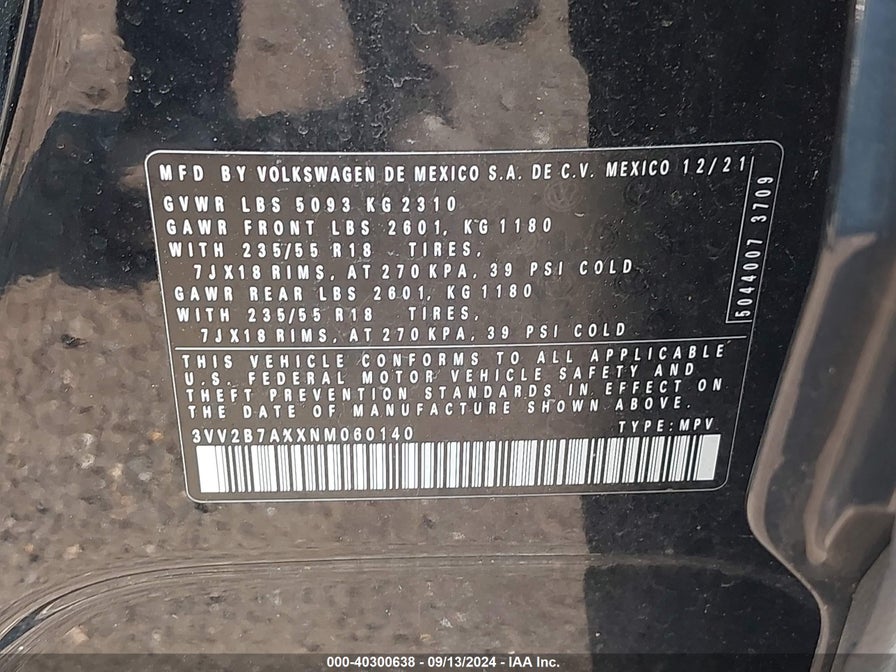 MFD BY VOLKSWAGEN DE MEXICO S.A. DE C.V. MEXICO 12/21
GVWR LBS 5093 KG 2310
GAWR FRONT LBS 2601, KG 1180
WITH 235/55 R18 TIRES,
7JX18 RIMS, AT 270 KPA, 39 PSI COLD
GAWR REAR LBS 2601, KG 1180
WITH 235/55 R18 TIRES,
7JX18 RIMS, AT 270 KPA, 39 PSI COLD
5044007 3709
THIS VEHICLE CONFORMS TO ALL APPLICABLE
U.S. FEDERAL MOTOR VEHICLE SAFETY AND
THEFT PREVENTION STANDARDS IN EFFECT ON
THE DATE OF MANUFACTURE SHOWN ABOVE.
3VV2B7AXXNM060140 TYPE: MPV
000-40300638 - 09/13/2024 - IAA Inc.